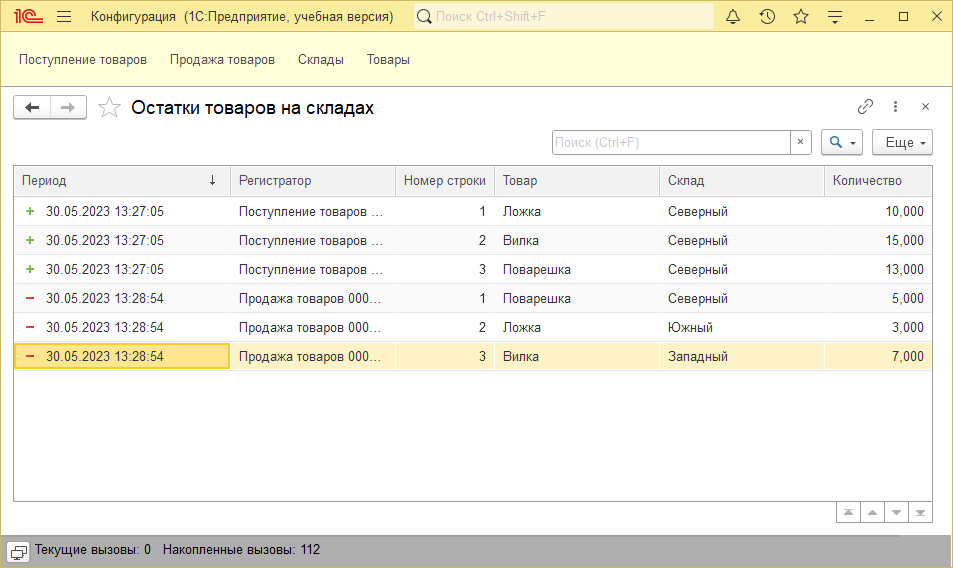 1С Конфигурация (1С:Предприятие, учебная версия) Поиск Ctrl+Shift+F
Поступление товаров Продажа товаров Склады Товары
Остатки товаров на складах
Поиск (Ctrl+F) × Еще
Период ↓ Регистратор Номер строки Товар Склад Количество
+ 30.05.2023 13:27:05 Поступление товаров ... 1 Ложка Северный 10,000
+ 30.05.2023 13:27:05 Поступление товаров ... 2 Вилка Северный 15,000
+ 30.05.2023 13:27:05 Поступление товаров ... 3 Поварешка Северный 13,000
− 30.05.2023 13:28:54 Продажа товаров 000... 1 Поварешка Северный 5,000
− 30.05.2023 13:28:54 Продажа товаров 000... 2 Ложка Южный 3,000
− 30.05.2023 13:28:54 Продажа товаров 000... 3 Вилка Западный 7,000
Текущие вызовы: 0 Накопленные вызовы: 112